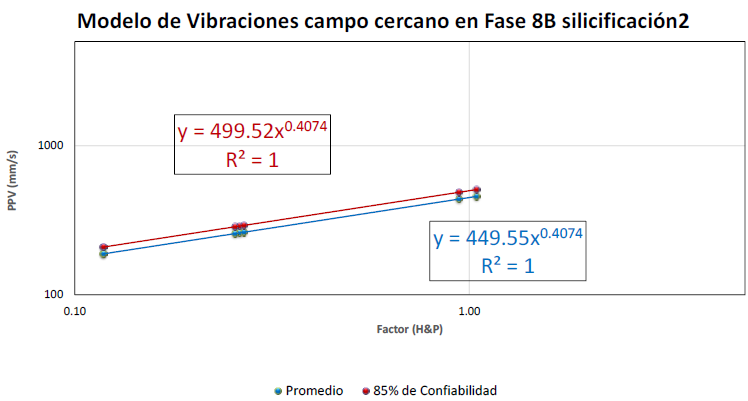 Modelo de Vibraciones campo cercano en Fase 8B silicificación2
y = 499.52x^0.4074
R² = 1
1000
PPV (mm/s)
y = 449.55x^0.4074
R² = 1
100
0.10
1.00
Factor (H&P)
Promedio
85% de Confiabilidad